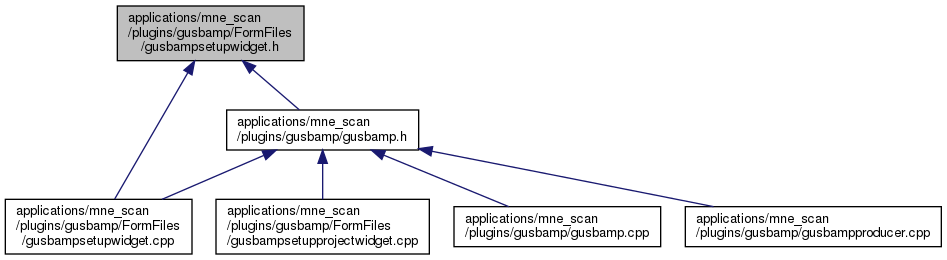 applications/mne_scan
/plugins/gusbamp/FormFiles
/gusbampsetupwidget.h
applications/mne_scan
/plugins/gusbamp/gusbamp.h
applications/mne_scan
/plugins/gusbamp/FormFiles
/gusbampsetupwidget.cpp
applications/mne_scan
/plugins/gusbamp/FormFiles
/gusbampsetupprojectwidget.cpp
applications/mne_scan
/plugins/gusbamp/gusbamp.cpp
applications/mne_scan
/plugins/gusbamp/gusbampproducer.cpp